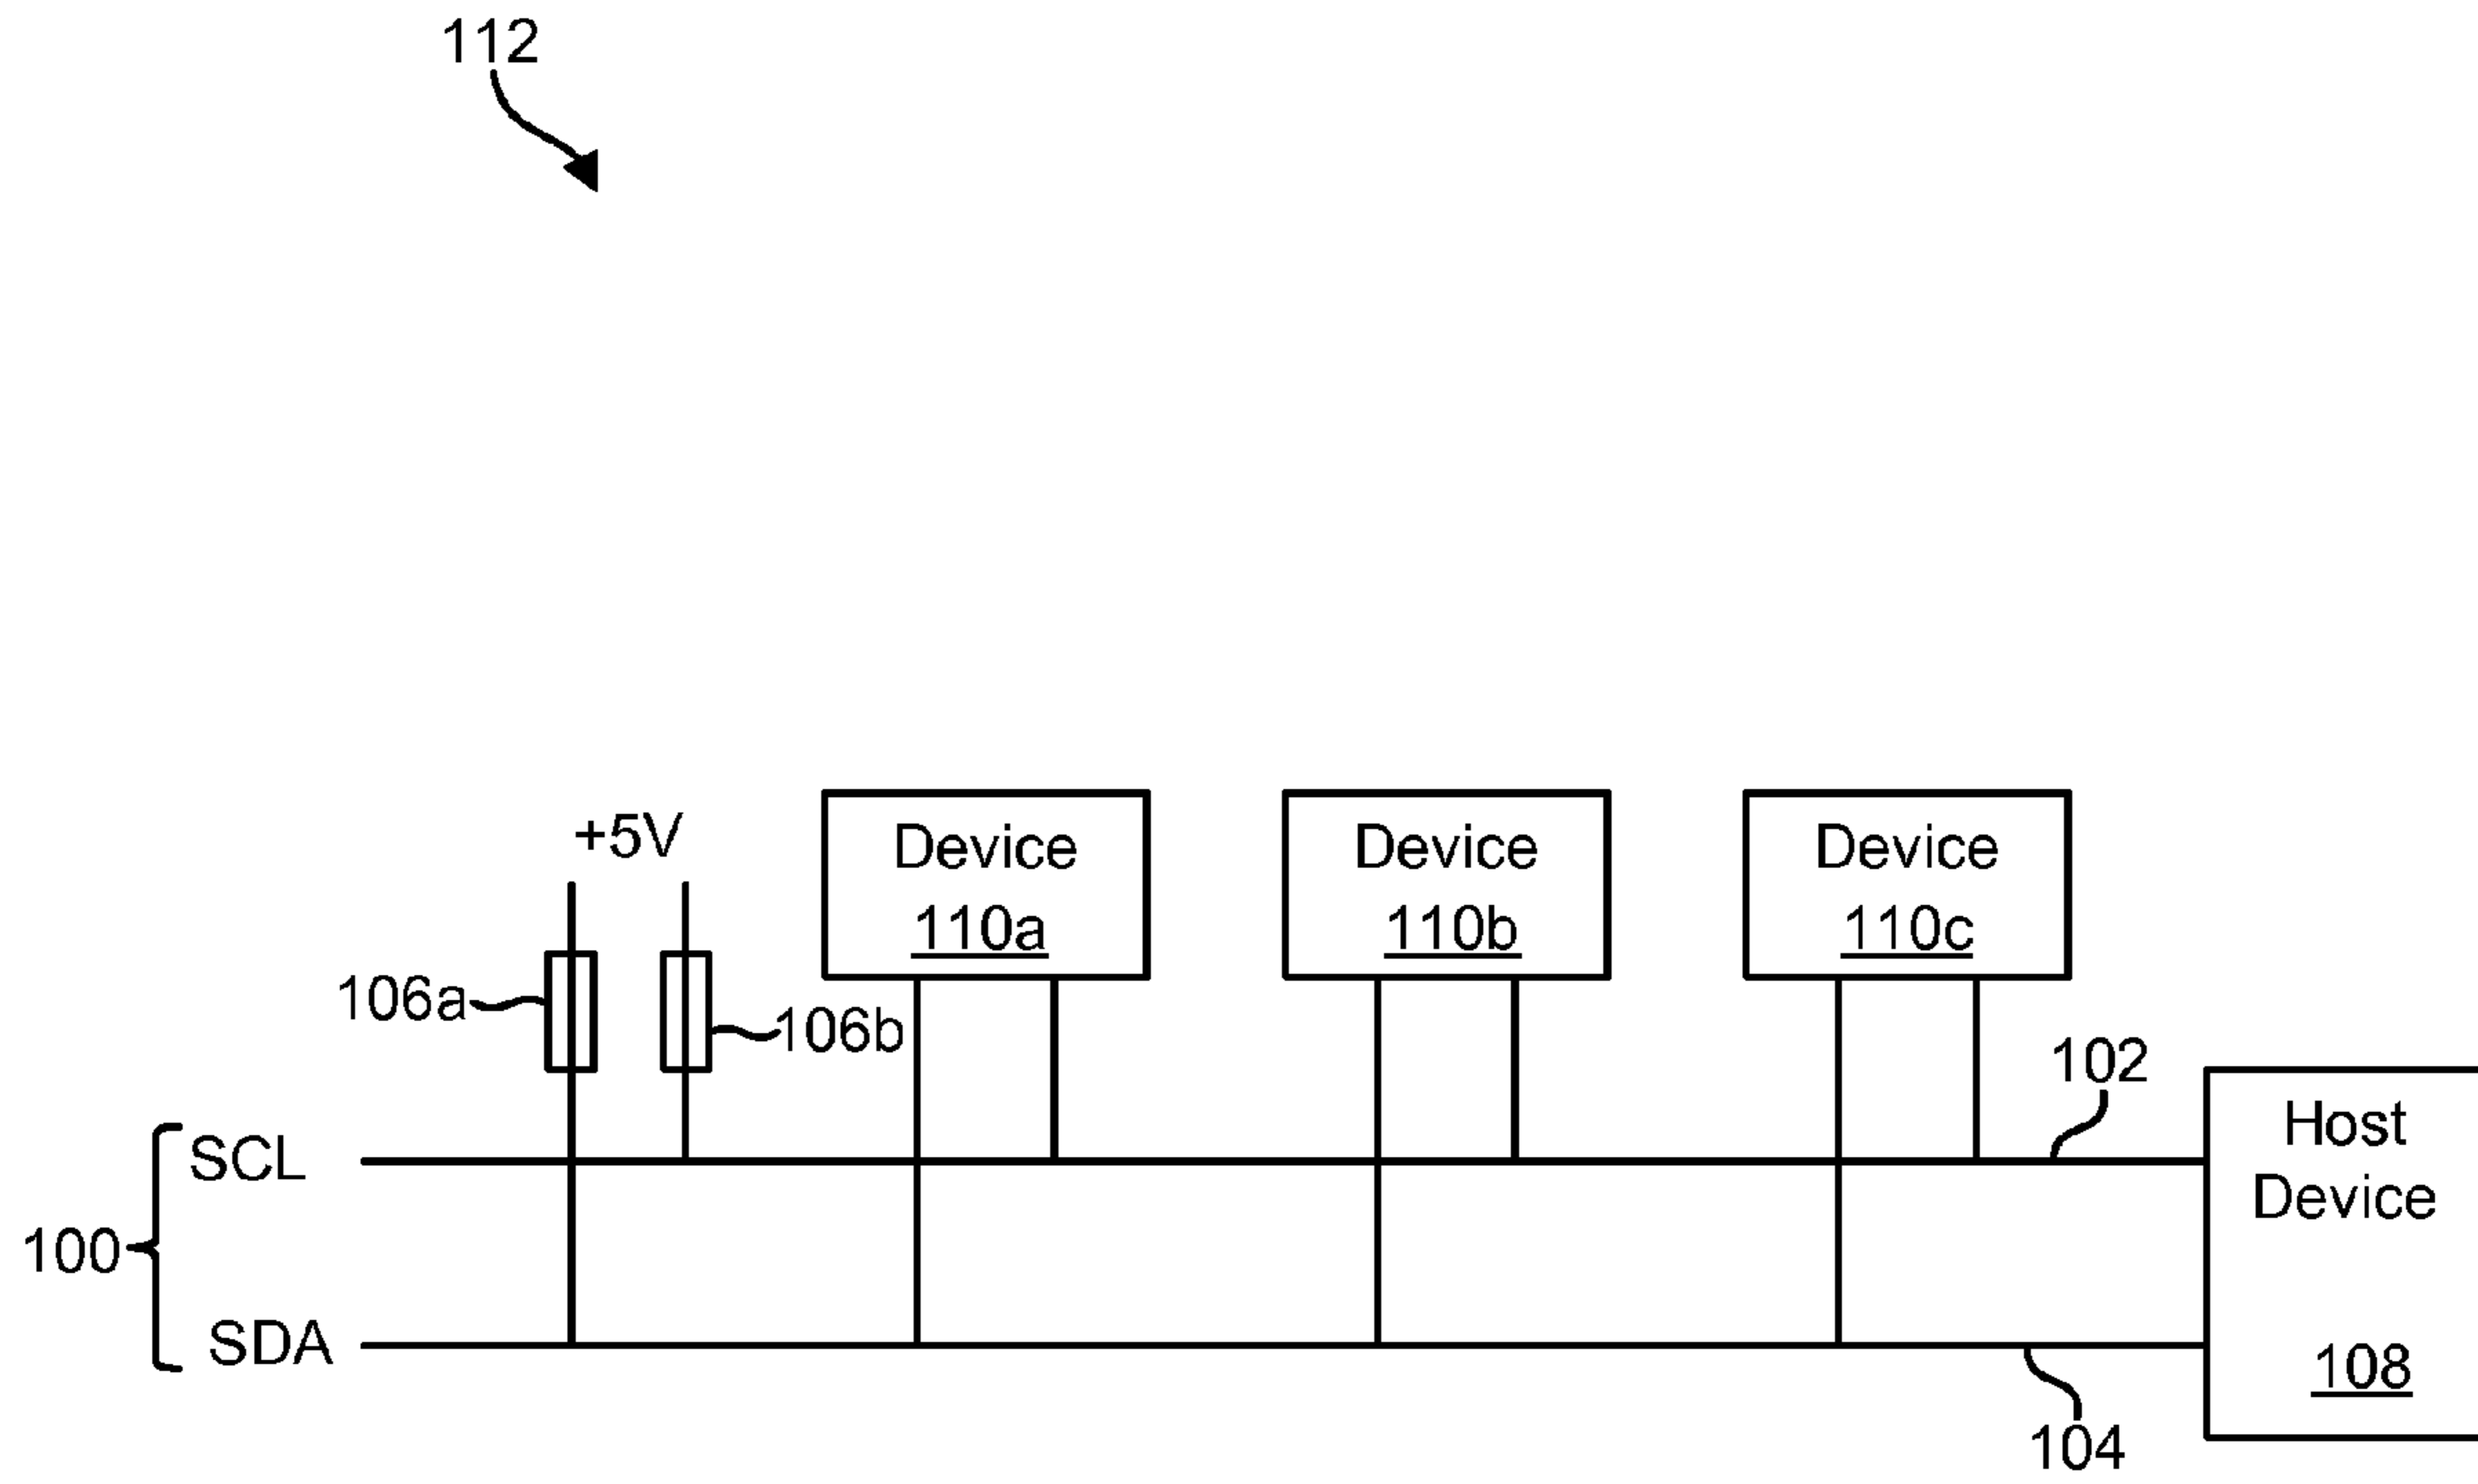 112
+5V
Device
110a
Device
110b
Device
110c
106a
106b
102
Host
Device
108
SCL
100
SDA
104